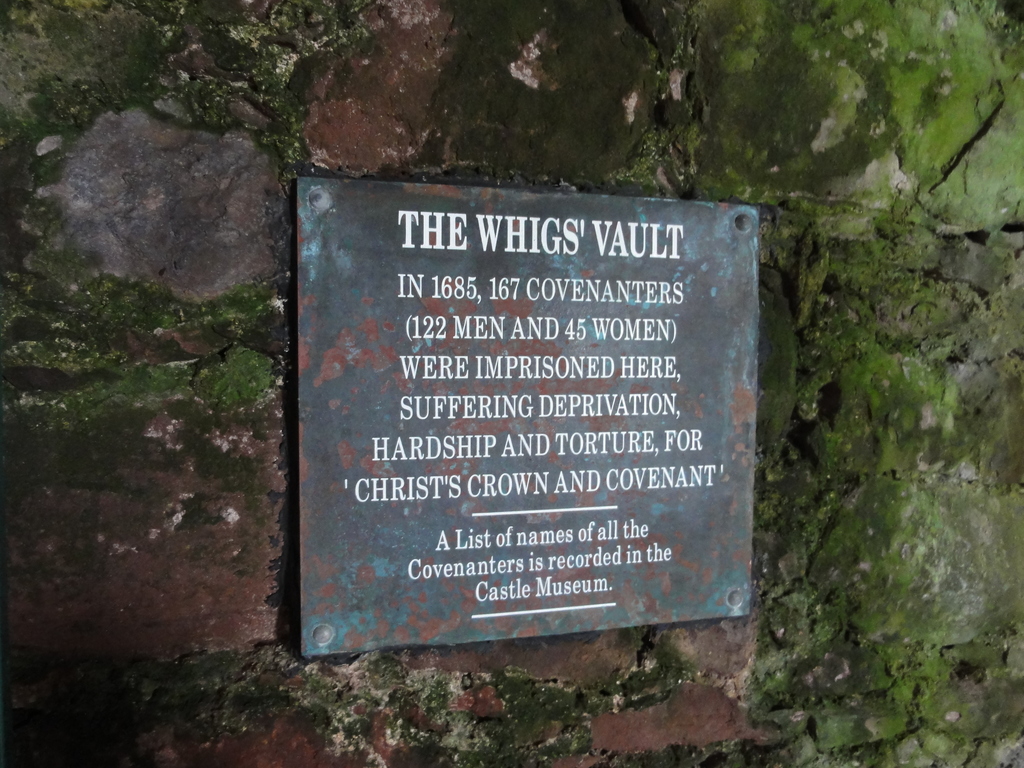 THE WHIGS' VAULT
IN 1685, 167 COVENANTERS
(122 MEN AND 45 WOMEN)
WERE IMPRISONED HERE,
SUFFERING DEPRIVATION,
HARDSHIP AND TORTURE, FOR
' CHRIST'S CROWN AND COVENANT '
A List of names of all the
Covenanters is recorded in the
Castle Museum.